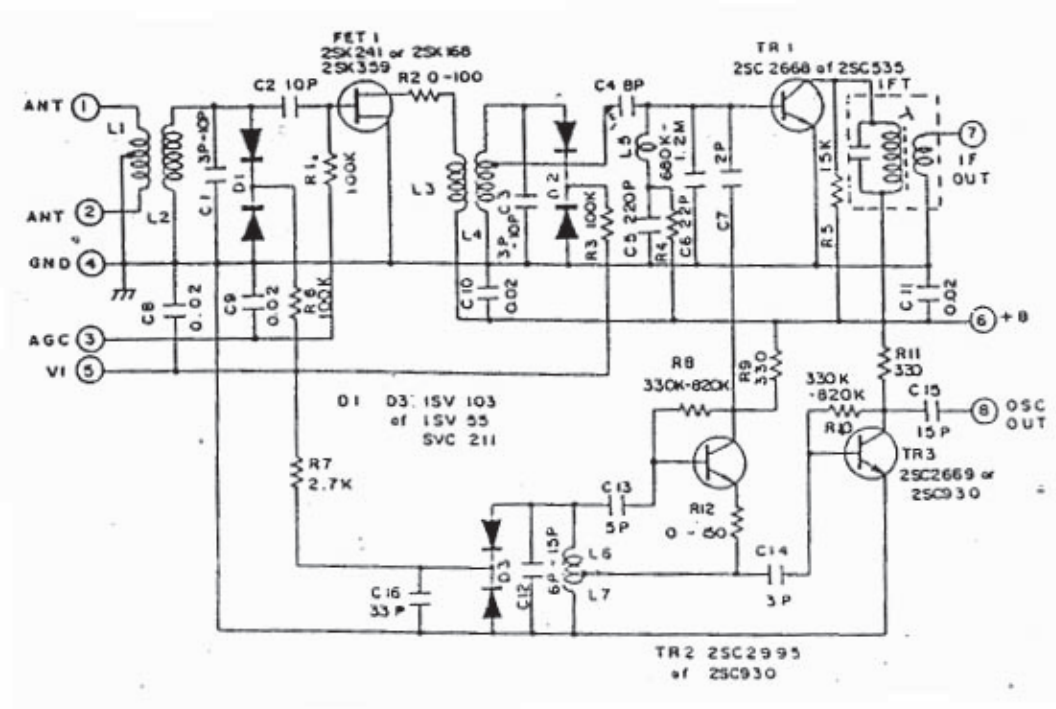 FET 1
2SK241 or 2SK168
2SK359
TR 1
2SC 2668 of 2SC535
IFT
ANT 1
C2 10P
R2 0-100
C4 8P
L1
L2
C1 3P-10P
D1
R1 100K
L3
L4
C3 3P-10P
D2
R3 100K
L5
C5 220P
680K-1.2M
R4
C6 22P
C7 2P
15K
R5
7 IF OUT
ANT 2
GND 4
C8 0.02
C9 0.02
R6 100K
C10 0.02
C11 0.02
AGC 3
6 +B
VT 5
R8
330K-820K
R9 330
R11
330
330K
-820K
R10
C15
15P
8 OSC OUT
D1 D3: 1SV 103
of 1SV 55
SVC 211
TR3
2SC2669 or
2SC930
R7
2.7K
C13
5P
R12
0-150
C14
3P
C16
33P
D3
C12
6P-15P
L6
L7
TR2 2SC2995
of 2SC930